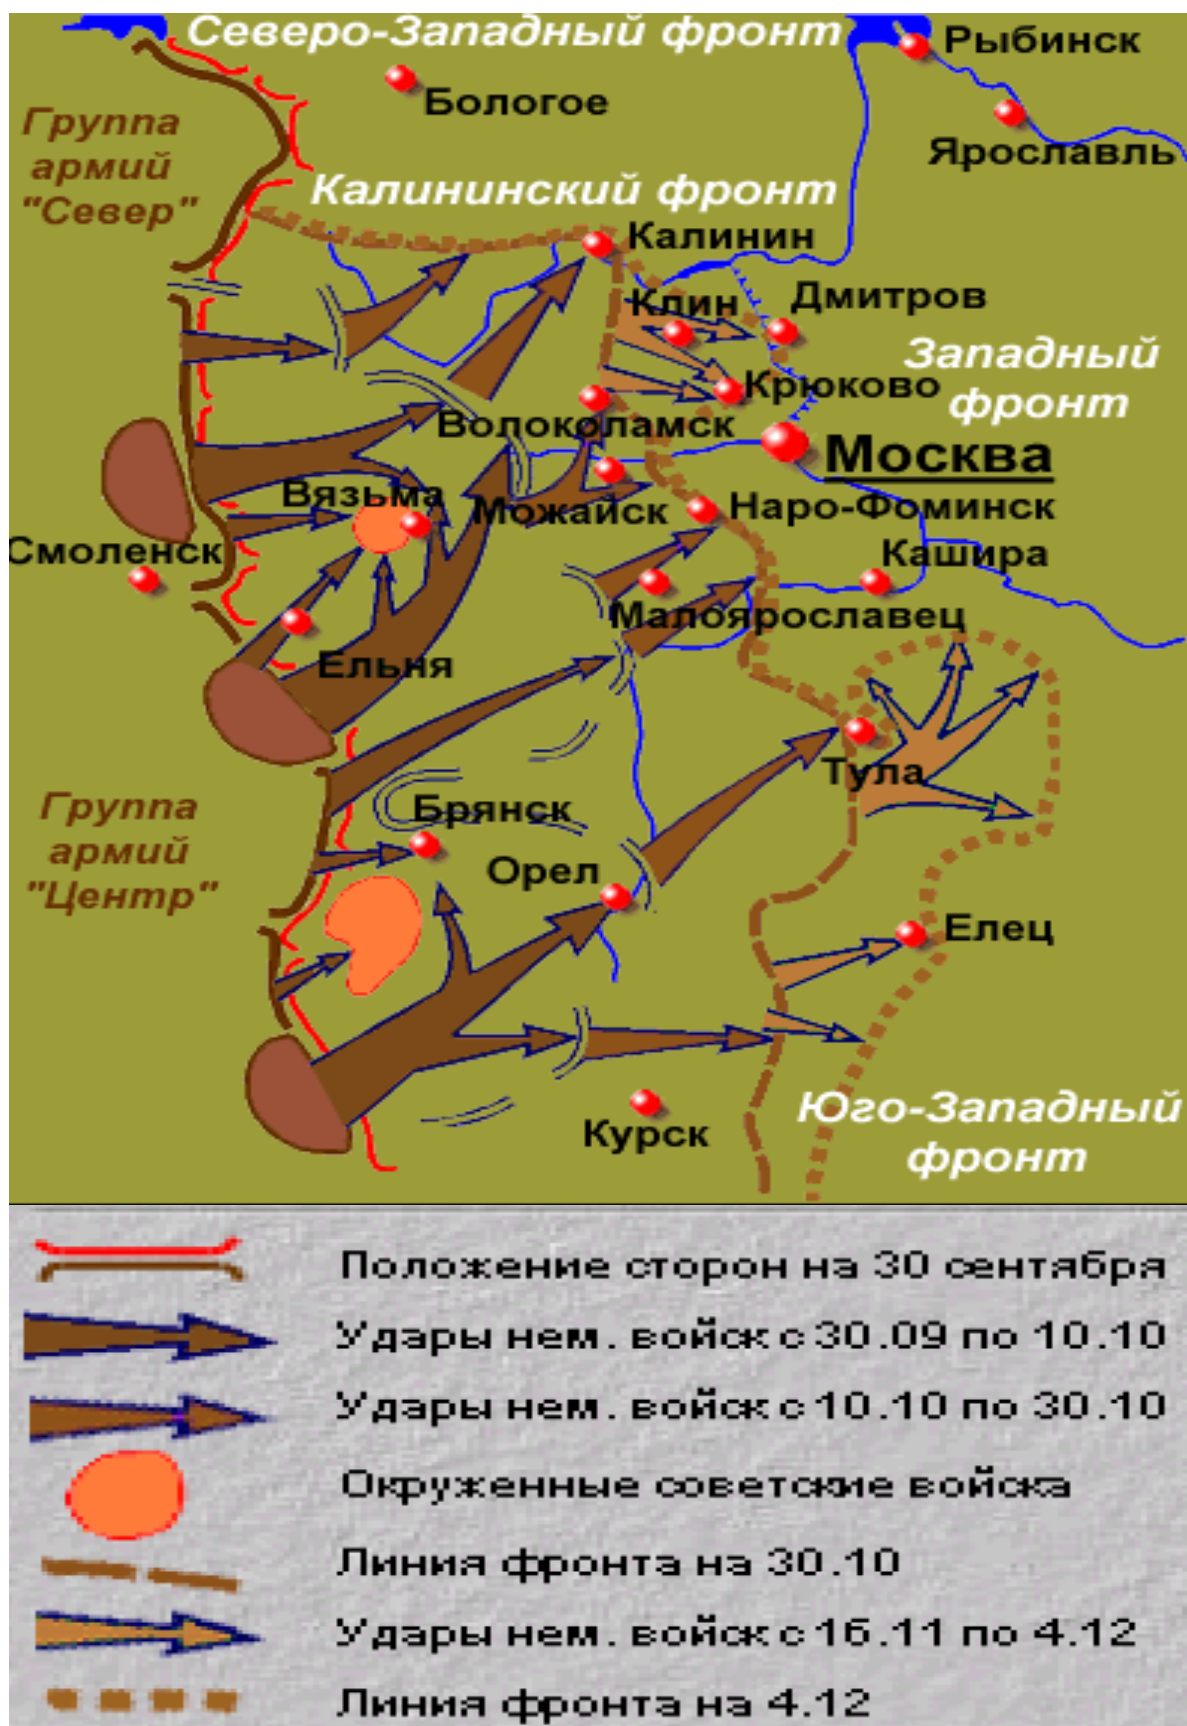 Северо-Западный фронт
Рыбинск
Бологое
Ярославль
Группа
армий
"Север"
Калининский фронт
Калинин
Клин
Дмитров
Западный
фронт
Крюково
Волоколамск
Москва
Вязьма
Можайск
Наро-Фоминск
Смоленск
Кашира
Малоярославец
Ельня
Тула
Группа
армий
"Центр"
Брянск
Орел
Елец
Юго-Западный
фронт
Курск
Положение сторон на 30 сентября
Удары нем. войск с 30.09 по 10.10
Удары нем. войск с 10.10 по 30.10
Окруженные советские войска
Линия фронта на 30.10
Удары нем. войск с 16.11 по 4.12
Линия фронта на 4.12